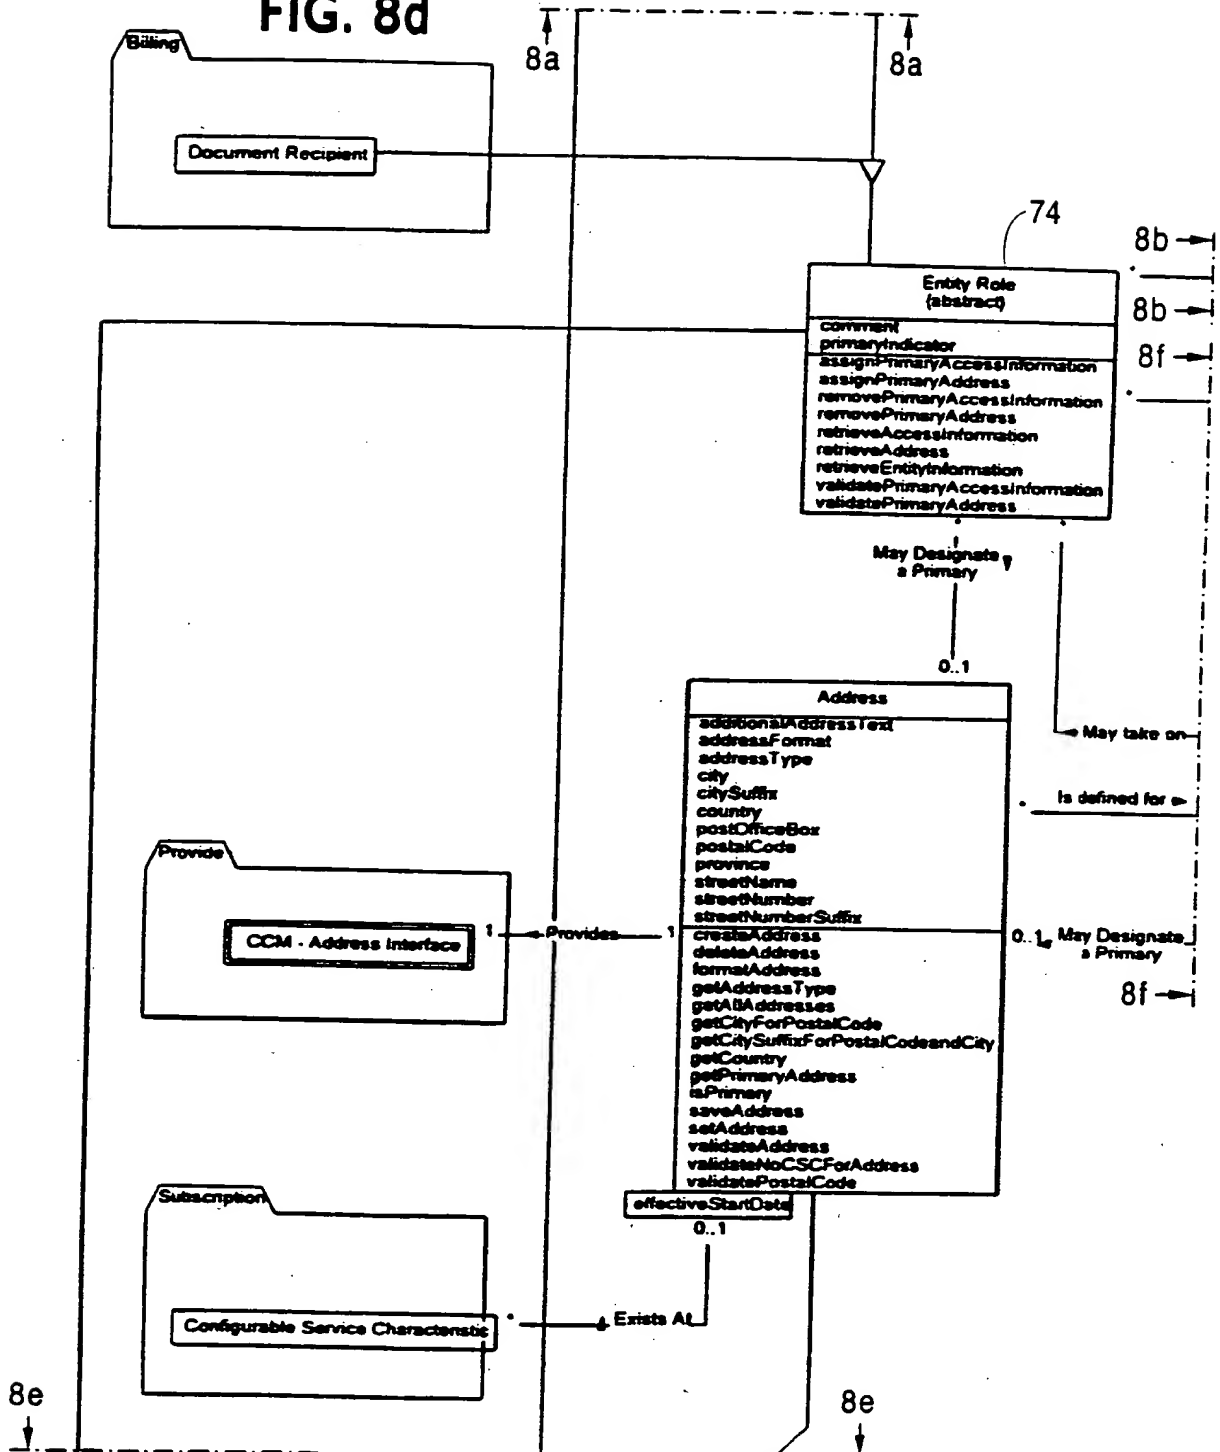 FIG. 8d
8a
8a
Billing
Document Recipient
74
8b
8b
8f
Entity Role
(abstract)
comment
primaryIndicator
assignPrimaryAccessInformation
assignPrimaryAddress
removePrimaryAccessInformation
removePrimaryAddress
retrieveAccessInformation
retrieveAddress
retrieveEntityInformation
validatePrimaryAccessInformation
validatePrimaryAddress
*
*
*
*
May Designate
a Primary
0..1
May take on
Is defined for
*
Address
additionalAddressText
addressFormat
addressType
city
citySuffix
country
postOfficeBox
postalCode
province
streetName
streetNumber
streetNumberSuffix
createAddress
deleteAddress
formatAddress
getAddressType
getAllAddresses
getCityForPostalCode
getCitySuffixForPostalCodeandCity
getCountry
getPrimaryAddress
isPrimary
saveAddress
setAddress
validateAddress
validateNoCSCForAddress
validatePostalCode
Provide
CCM - Address Interface
1
Provides
1
0..1
May Designate
a Primary
8f
effectiveStartDate
0..1
Subscription
Configurable Service Characteristic
*
Exists At
8e
8e